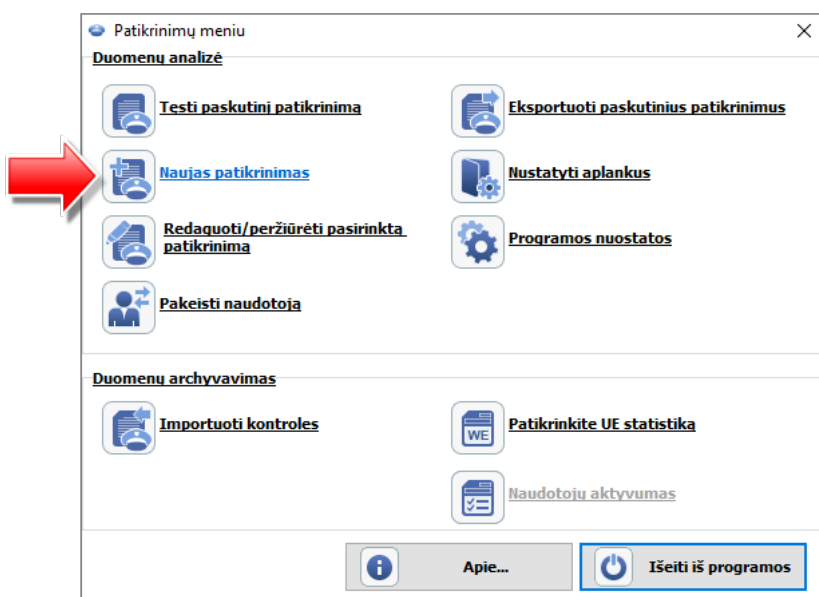 Patikrinimų meniu
Duomenų analizė
Tęsti paskutinį patikrinimą
Eksportuoti paskutinius patikrinimus
Naujas patikrinimas
Nustatyti aplankus
Redaguoti/peržiūrėti pasirinktą
patikrinimą
Programos nuostatos
Pakeisti naudotoją
Duomenų archyvavimas
Importuoti kontroles
WE
Patikrinkite UE statistiką
Naudotojų aktyvumas
Apie...
Išeiti iš programos